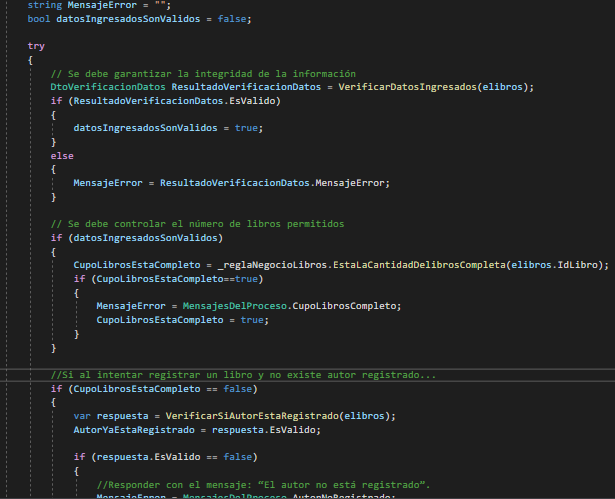 string MensajeError = "";
bool datosIngresadosSonValidos = false;
try
{
// Se debe garantizar la integridad de la información
DtoVerificacionDatos ResultadoVerificacionDatos = VerificarDatosIngresados(elibros);
if (ResultadoVerificacionDatos.EsValido)
{
datosIngresadosSonValidos = true;
}
else
{
MensajeError = ResultadoVerificacionDatos.MensajeError;
}
// Se debe controlar el número de libros permitidos
if (datosIngresadosSonValidos)
{
CupoLibrosEstaCompleto = _reglaNegocioLibros.EstaLaCantidadDelibrosCompleta(elibros.IdLibro);
if (CupoLibrosEstaCompleto==true)
{
MensajeError = MensajesDelProceso.CupoLibrosCompleto;
CupoLibrosEstaCompleto = true;
}
}
//Si al intentar registrar un libro y no existe autor registrado...
if (CupoLibrosEstaCompleto == false)
{
var respuesta = VerificarSiAutorEstaRegistrado(elibros);
AutorYaEstaRegistrado = respuesta.EsValido;
if (respuesta.EsValido == false)
{
//Responder con el mensaje: “El autor no está registrado”.
MensajeError = MensajesDelProceso.AutorNoRegistrado;